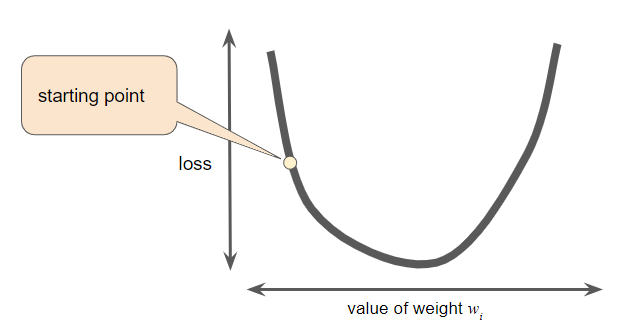 starting point
loss
value of weight wᵢ